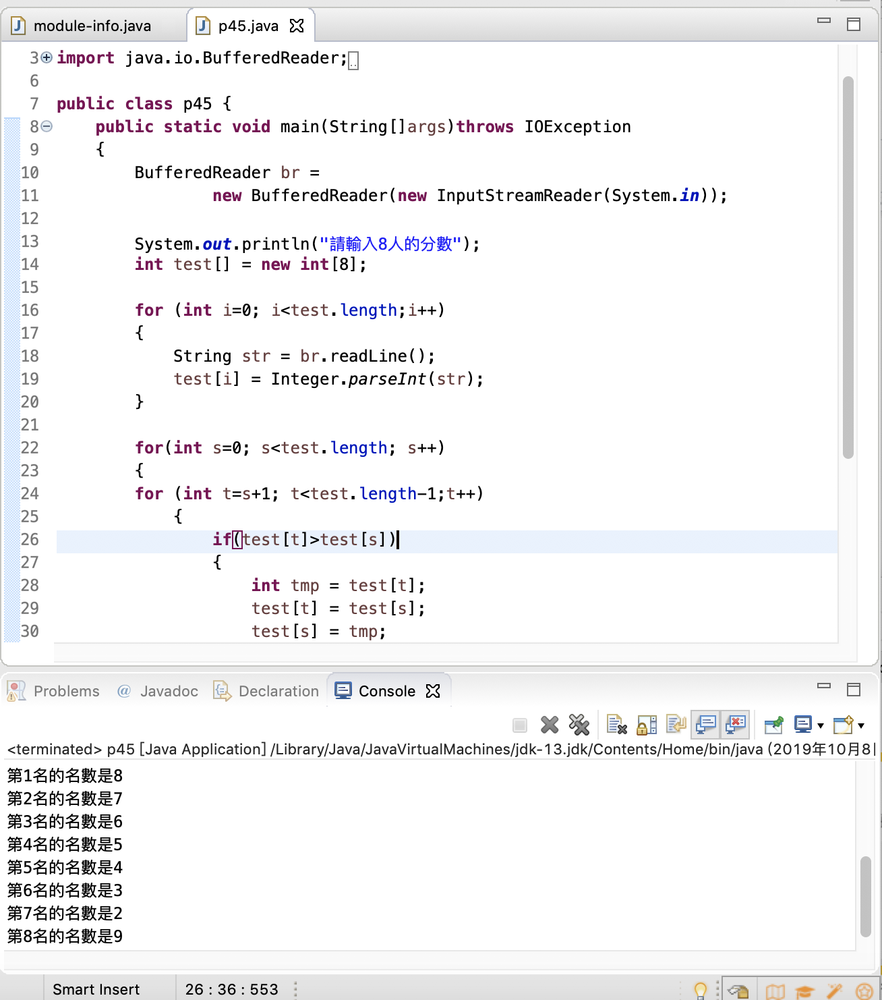 module-info.java p45.java
3 import java.io.BufferedReader;
6
7 public class p45 {
8 public static void main(String[]args)throws IOException
9 {
10 BufferedReader br =
11 new BufferedReader(new InputStreamReader(System.in));
12
13 System.out.println("請輸入8人的分數");
14 int test[] = new int[8];
15
16 for (int i=0; i<test.length;i++)
17 {
18 String str = br.readLine();
19 test[i] = Integer.parseInt(str);
20 }
21
22 for(int s=0; s<test.length; s++)
23 {
24 for (int t=s+1; t<test.length-1;t++)
25 {
26 if(test[t]>test[s])
27 {
28 int tmp = test[t];
29 test[t] = test[s];
30 test[s] = tmp;
Problems @ Javadoc Declaration Console
<terminated> p45 [Java Application] /Library/Java/JavaVirtualMachines/jdk-13.jdk/Contents/Home/bin/java (2019年10月8
第1名的名數是8
第2名的名數是7
第3名的名數是6
第4名的名數是5
第5名的名數是4
第6名的名數是3
第7名的名數是2
第8名的名數是9
Smart Insert 26 : 36 : 553